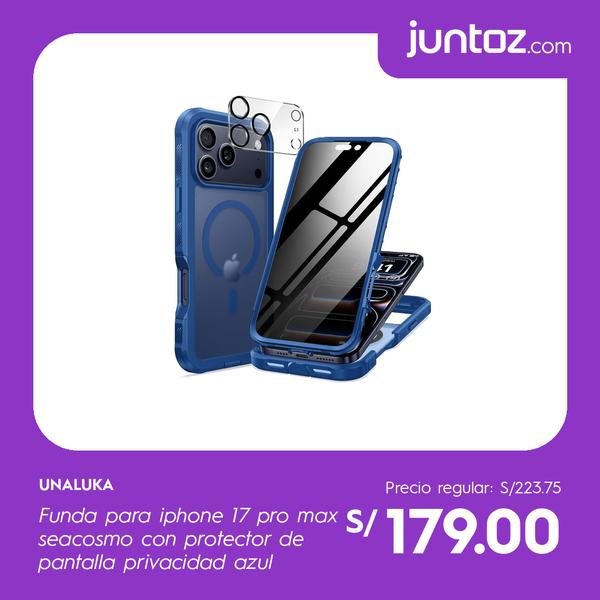 juntoz.com
UNALUKA
Funda para iphone 17 pro max
seacosmo con protector de
pantalla privacidad azul
Precio regular: S/223.75
S/179.00